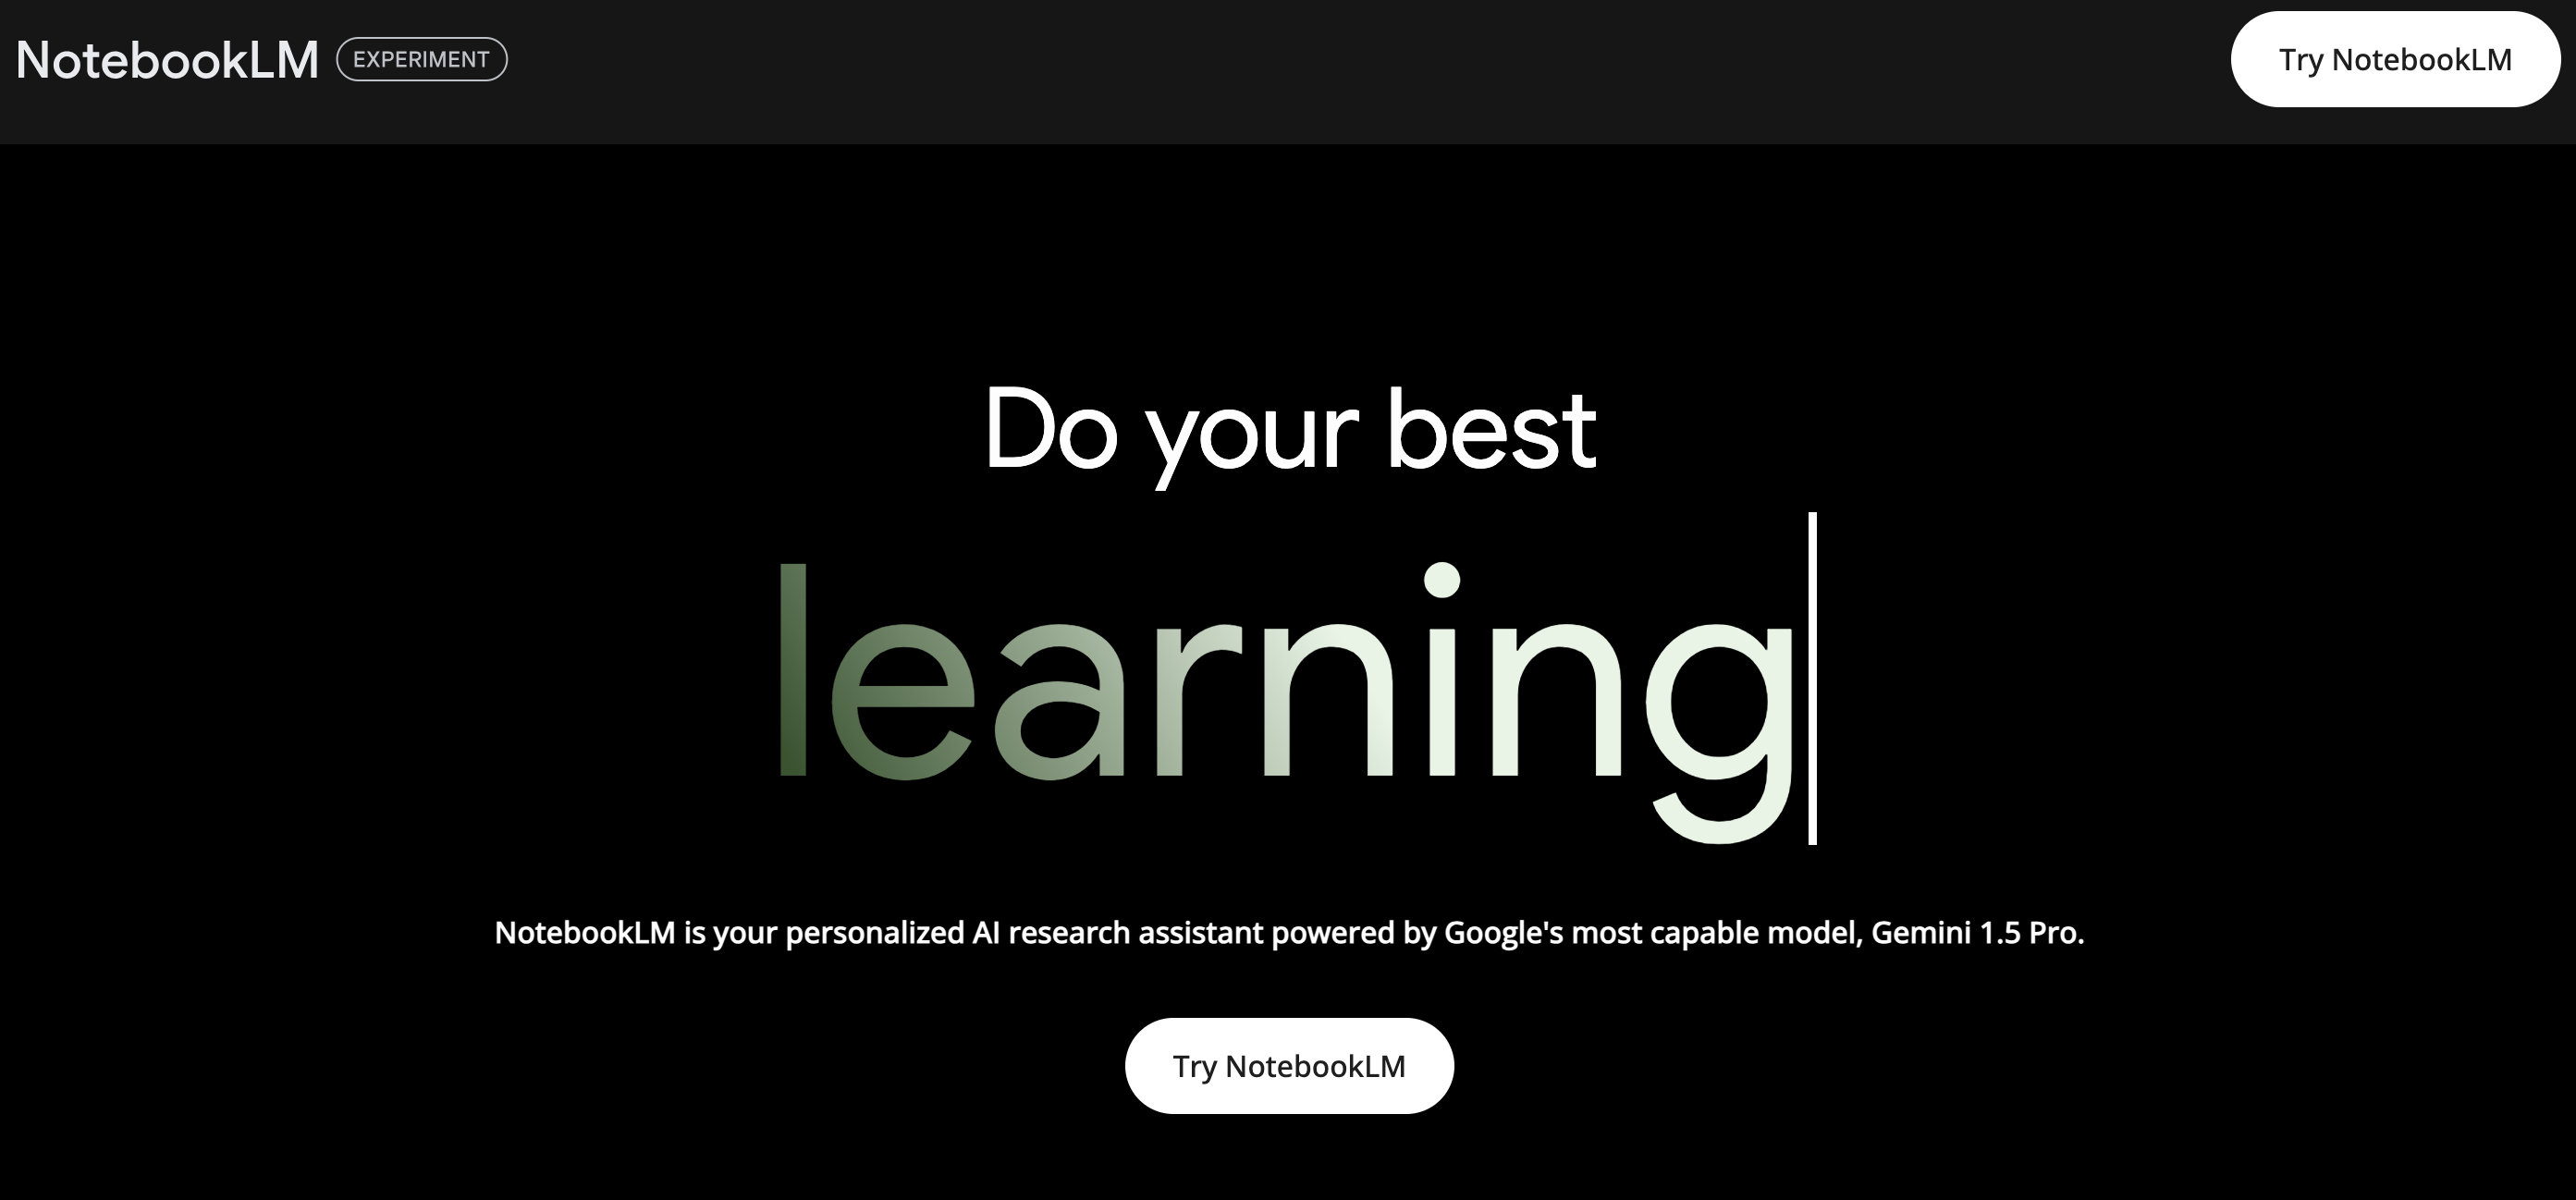 NotebookLM EXPERIMENT
Try NotebookLM
Do your best
learning
NotebookLM is your personalized AI research assistant powered by Google's most capable model, Gemini 1.5 Pro.
Try NotebookLM